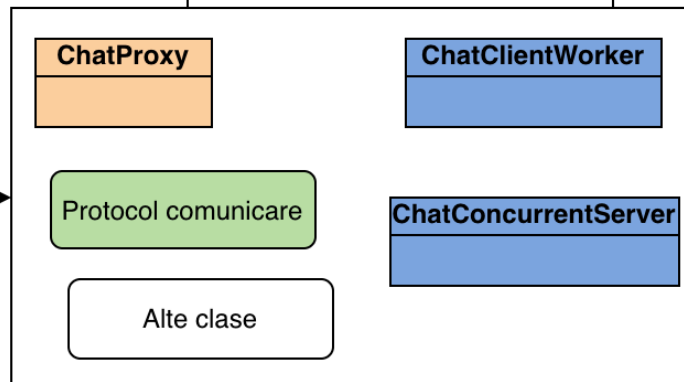 ChatProxy
ChatClientWorker
Protocol comunicare
ChatConcurrentServer
Alte clase